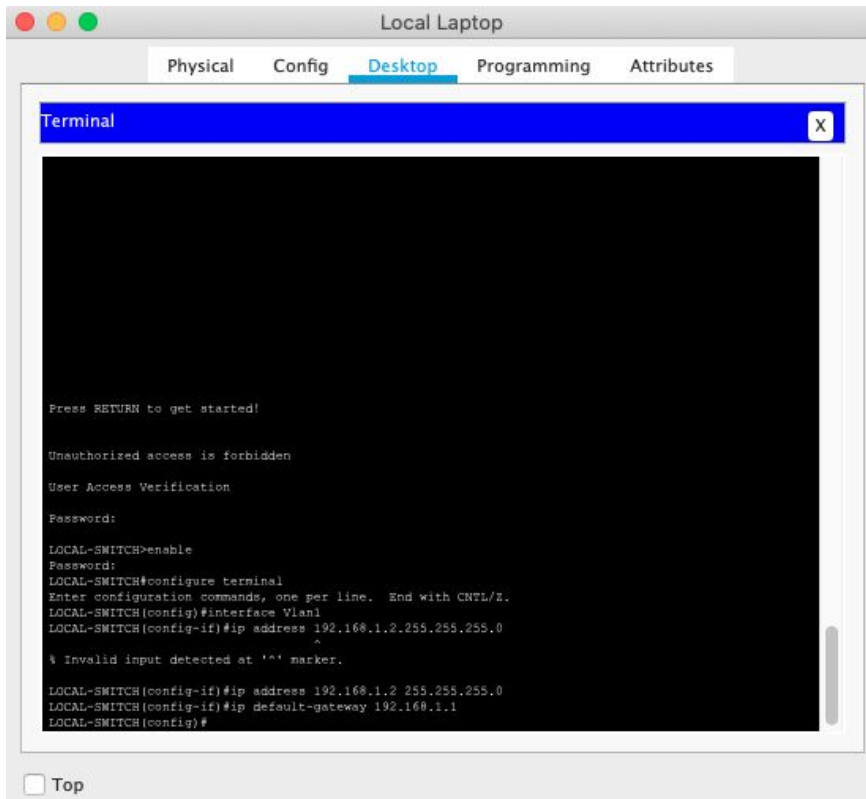 Local Laptop
Physical Config Desktop Programming Attributes
Terminal X
Press RETURN to get started!
Unauthorized access is forbidden
User Access Verification
Password:
LOCAL-SWITCH>enable
Password:
LOCAL-SWITCH#configure terminal
Enter configuration commands, one per line. End with CNTL/Z.
LOCAL-SWITCH(config)#interface Vlan1
LOCAL-SWITCH(config-if)#ip address 192.168.1.2.255.255.255.0
^
% Invalid input detected at '^' marker.
LOCAL-SWITCH(config-if)#ip address 192.168.1.2 255.255.255.0
LOCAL-SWITCH(config-if)#ip default-gateway 192.168.1.1
LOCAL-SWITCH(config)#
Top